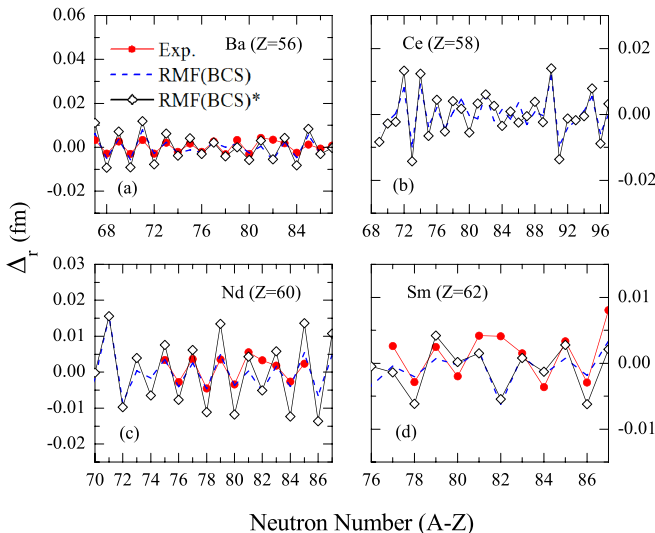 0.06
0.04
0.02
0.00
-0.02
Exp.
RMF(BCS)
RMF(BCS)*
Ba (Z=56)
(a)
68 72 76 80 84
Ce (Z=58)
(b)
0.02
0.00
-0.02
68 72 76 80 84 88 92 96
Δr (fm)
0.03
0.02
0.01
0.00
-0.01
-0.02
Nd (Z=60)
(c)
70 72 74 76 78 80 82 84 86
Sm (Z=62)
(d)
0.01
0.00
-0.01
76 78 80 82 84 86
Neutron Number (A-Z)